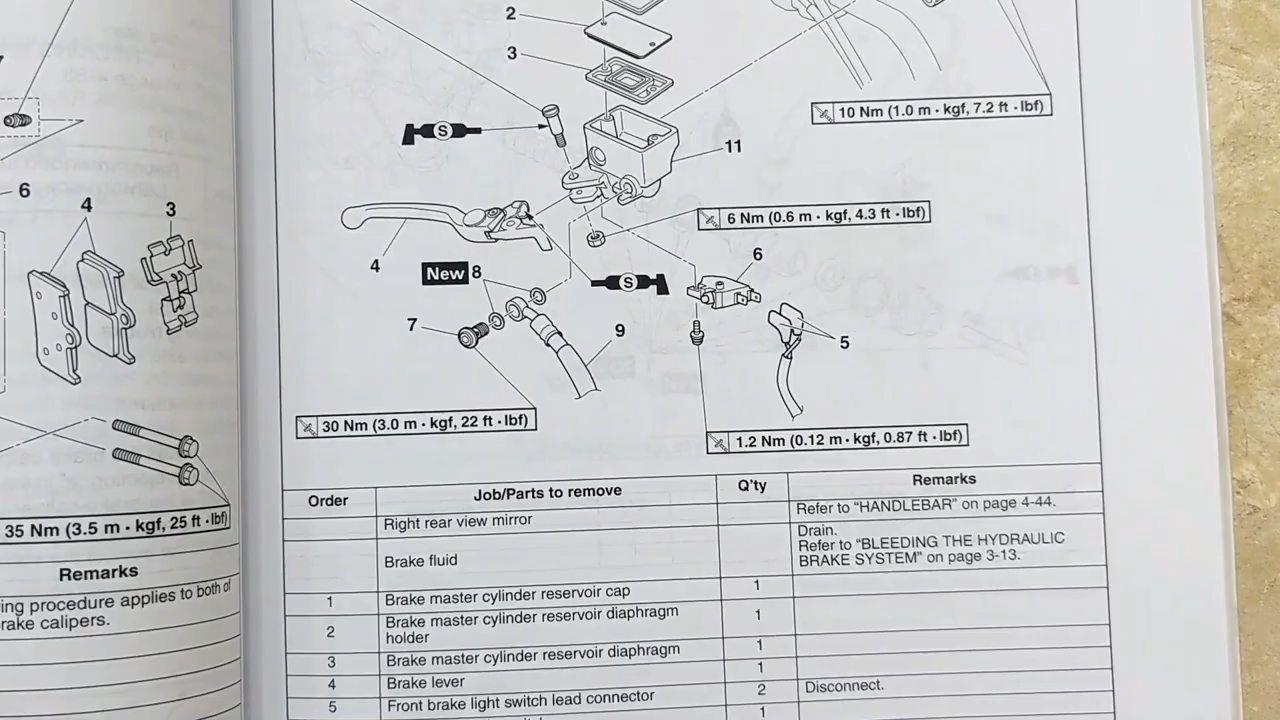 6
4
3
35 Nm (3.5 m · kgf, 25 ft · lbf)
Remarks
ing procedure applies to both of
rake calipers.
2
3
10 Nm (1.0 m · kgf, 7.2 ft · lbf)
S
11
6 Nm (0.6 m · kgf, 4.3 ft · lbf)
4
New 8
S
6
7
9
5
30 Nm (3.0 m · kgf, 22 ft · lbf)
1.2 Nm (0.12 m · kgf, 0.87 ft · lbf)
Order Job/Parts to remove Q'ty Remarks
Right rear view mirror Refer to “HANDLEBAR” on page 4-44.
Brake fluid Drain.
Refer to “BLEEDING THE HYDRAULIC
BRAKE SYSTEM” on page 3-13.
1 Brake master cylinder reservoir cap 1
2 Brake master cylinder reservoir diaphragm
holder 1
3 Brake master cylinder reservoir diaphragm 1
4 Brake lever 1
5 Front brake light switch lead connector 2 Disconnect.
1